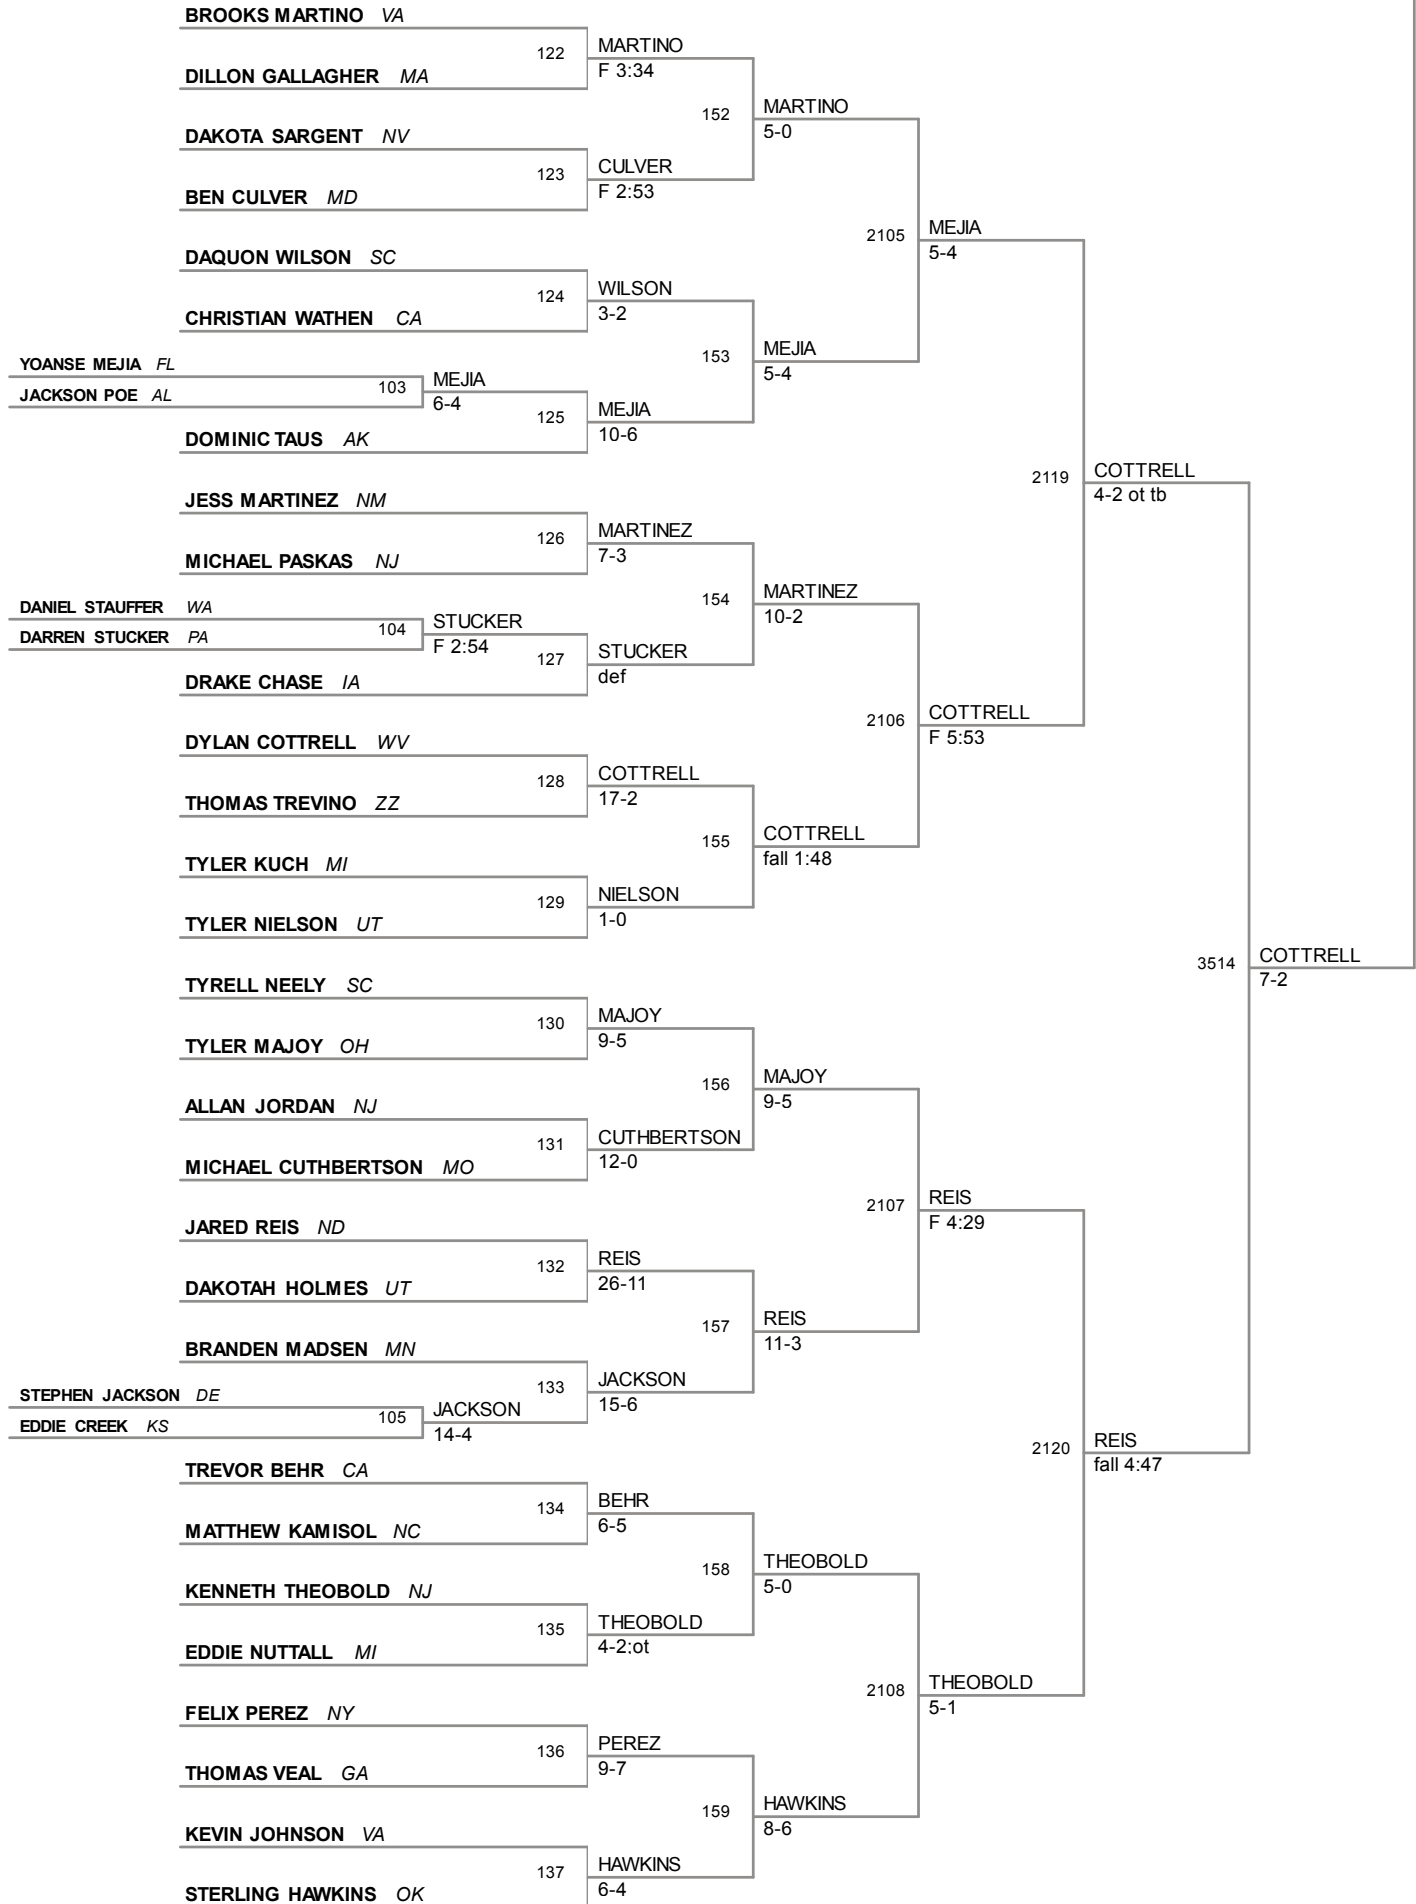 BROOKS MARTINO VA
122
MARTINO
F 3:34
DILLON GALLAGHER MA
152
MARTINO
5-0
DAKOTA SARGENT NV
123
CULVER
F 2:53
BEN CULVER MD
2105
MEJIA
5-4
DAQUON WILSON SC
124
WILSON
3-2
CHRISTIAN WATHEN CA
153
MEJIA
5-4
YOANSE MEJIA FL
103
MEJIA
6-4
JACKSON POE AL
125
MEJIA
10-6
DOMINIC TAUS AK
2119
COTTRELL
4-2 ot tb
JESS MARTINEZ NM
126
MARTINEZ
7-3
MICHAEL PASKAS NJ
154
MARTINEZ
10-2
DANIEL STAUFFER WA
104
STUCKER
F 2:54
DARREN STUCKER PA
127
STUCKER
def
DRAKE CHASE IA
2106
COTTRELL
F 5:53
DYLAN COTTRELL WV
128
COTTRELL
17-2
THOMAS TREVINO ZZ
155
COTTRELL
fall 1:48
TYLER KUCH MI
129
NIELSON
1-0
TYLER NIELSON UT
3514
COTTRELL
7-2
TYRELL NEELY SC
130
MAJOY
9-5
TYLER MAJOY OH
156
MAJOY
9-5
ALLAN JORDAN NJ
131
CUTHBERTSON
12-0
MICHAEL CUTHBERTSON MO
2107
REIS
F 4:29
JARED REIS ND
132
REIS
26-11
DAKOTAH HOLMES UT
157
REIS
11-3
BRANDEN MADSEN MN
133
JACKSON
15-6
STEPHEN JACKSON DE
105
JACKSON
14-4
EDDIE CREEK KS
2120
REIS
fall 4:47
TREVOR BEHR CA
134
BEHR
6-5
MATTHEW KAMISOL NC
158
THEOBOLD
5-0
KENNETH THEOBOLD NJ
135
THEOBOLD
4-2;ot
EDDIE NUTTALL MI
2108
THEOBOLD
5-1
FELIX PEREZ NY
136
PEREZ
9-7
THOMAS VEAL GA
159
HAWKINS
8-6
KEVIN JOHNSON VA
137
HAWKINS
6-4
STERLING HAWKINS OK